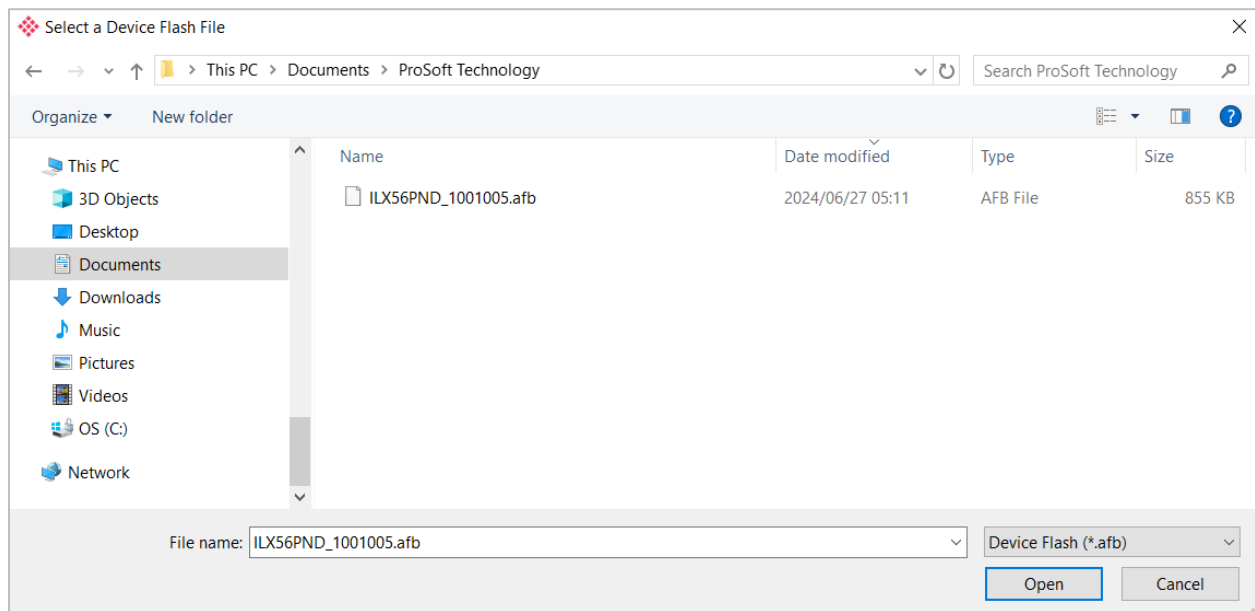 Select a Device Flash File
This PC > Documents > ProSoft Technology
Search ProSoft Technology
Organize
New folder
?
This PC
3D Objects
Desktop
Documents
Downloads
Music
Pictures
Videos
OS (C:)
Network
Name Date modified Type Size
ILX56PND_1001005.afb 2024/06/27 05:11 AFB File 855 KB
File name: ILX56PND_1001005.afb
Device Flash (*.afb)
Open Cancel